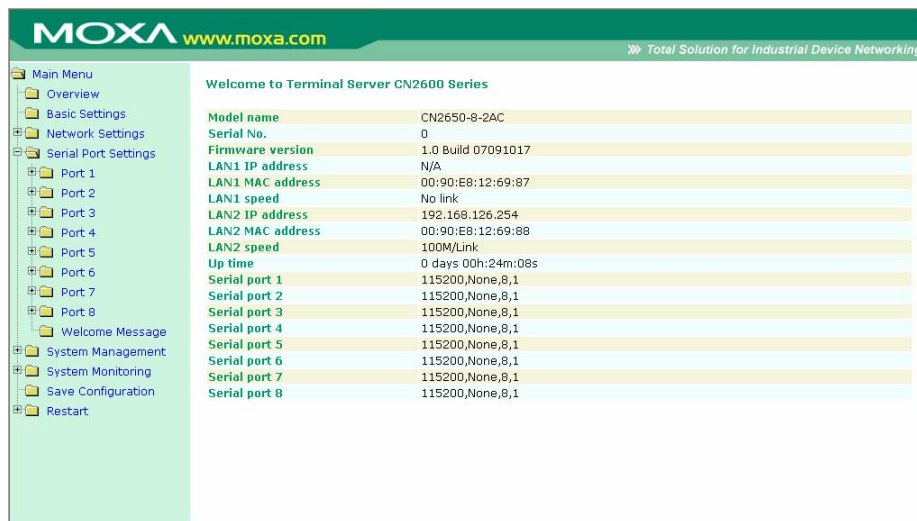 MOXA www.moxa.com
Total Solution for Industrial Device Networking
Main Menu
Overview
Basic Settings
Network Settings
Serial Port Settings
Port 1
Port 2
Port 3
Port 4
Port 5
Port 6
Port 7
Port 8
Welcome Message
System Management
System Monitoring
Save Configuration
Restart
Welcome to Terminal Server CN2600 Series
Model name CN2650-8-2AC
Serial No. 0
Firmware version 1.0 Build 07091017
LAN1 IP address N/A
LAN1 MAC address 00:90:E8:12:69:87
LAN1 speed No link
LAN2 IP address 192.168.126.254
LAN2 MAC address 00:90:E8:12:69:88
LAN2 speed 100M/Link
Up time 0 days 00h:24m:08s
Serial port 1 115200,None,8,1
Serial port 2 115200,None,8,1
Serial port 3 115200,None,8,1
Serial port 4 115200,None,8,1
Serial port 5 115200,None,8,1
Serial port 6 115200,None,8,1
Serial port 7 115200,None,8,1
Serial port 8 115200,None,8,1